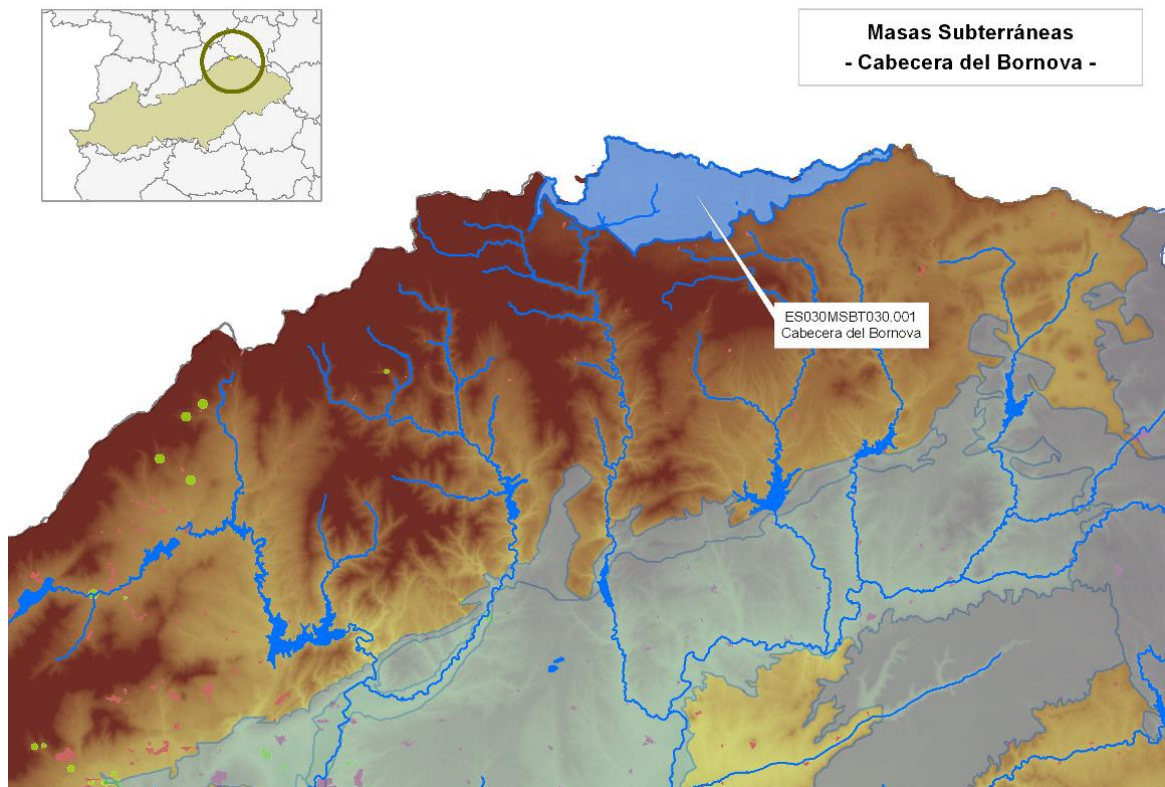 Masas Subterráneas
- Cabecera del Bornova -
ES030MSBT030.001
Cabecera del Bornova